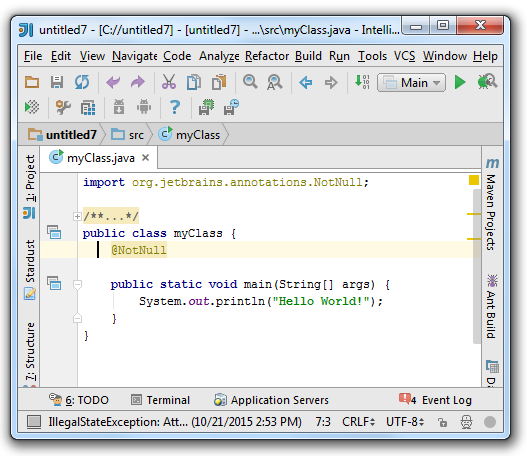 untitled7 - [C://untitled7] - [untitled7] - ...\src\myClass.java - Intelli
File Edit View Navigate Code Analyze Refactor Build Run Tools VCS Window Help
Main
untitled7 src myClass
myClass.java
1: Project
Stardust
7: Structure
import org.jetbrains.annotations.NotNull;
/**...*/
public class myClass {
@NotNull
public static void main(String[] args) {
System.out.println("Hello World!");
}
}
Maven Projects
Ant Build
6: TODO Terminal Application Servers 4 Event Log
IllegalStateException: Att... (10/21/2015 2:53 PM) 7:3 CRLF UTF-8